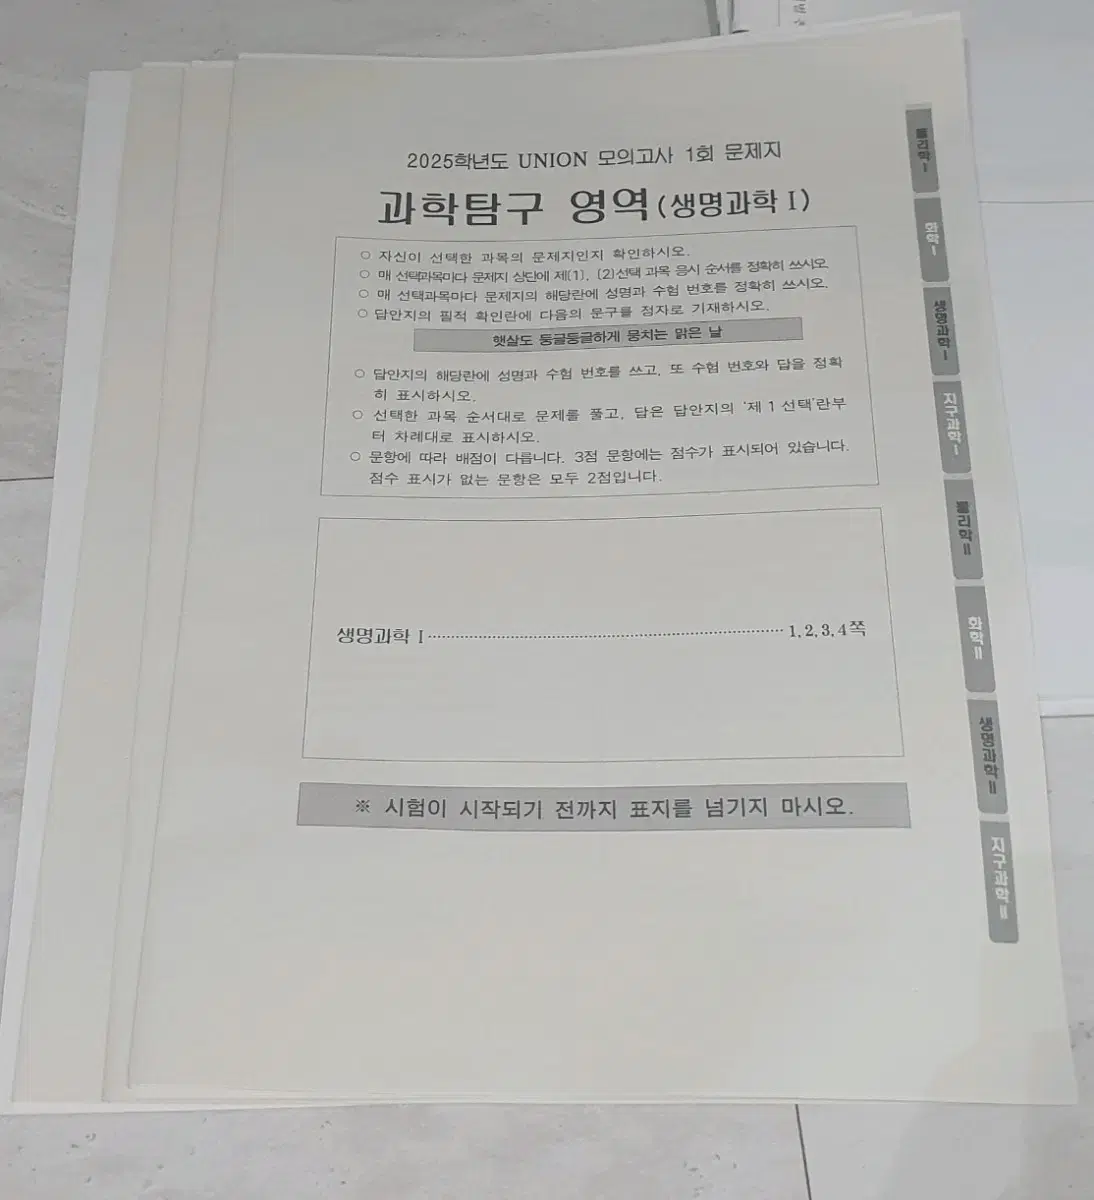 2025학년도 UNION 모의고사 1회 문제지
과학탐구 영역(생명과학Ⅰ)
○ 자신이 선택한 과목의 문제지인지 확인하시오.
○ 매 선택과목마다 문제지 상단에 제(1), (2)선택 과목 응시 순서를 정확히 쓰시오.
○ 매 선택과목마다 문제지의 해당란에 성명과 수험 번호를 정확히 쓰시오.
○ 답안지의 필적 확인란에 다음의 문구를 정자로 기재하시오.
햇살도 둥글둥글하게 뭉치는 맑은 날
○ 답안지의 해당란에 성명과 수험 번호를 쓰고, 또 수험 번호와 답을 정확
히 표시하시오.
○ 선택한 과목 순서대로 문제를 풀고, 답은 답안지의 '제1선택'란부
터 차례대로 표시하시오.
○ 문항에 따라 배점이 다릅니다. 3점 문항에는 점수가 표시되어 있습니다.
점수 표시가 없는 문항은 모두 2점입니다.
생명과학 Ⅰ ···················· 1, 2, 3, 4쪽
※ 시험이 시작되기 전까지 표지를 넘기지 마시오.
물리학Ⅰ
화학Ⅰ
생명과학Ⅰ
지구과학Ⅰ
물리학Ⅱ
화학Ⅱ
생명과학Ⅱ
지구과학Ⅱ